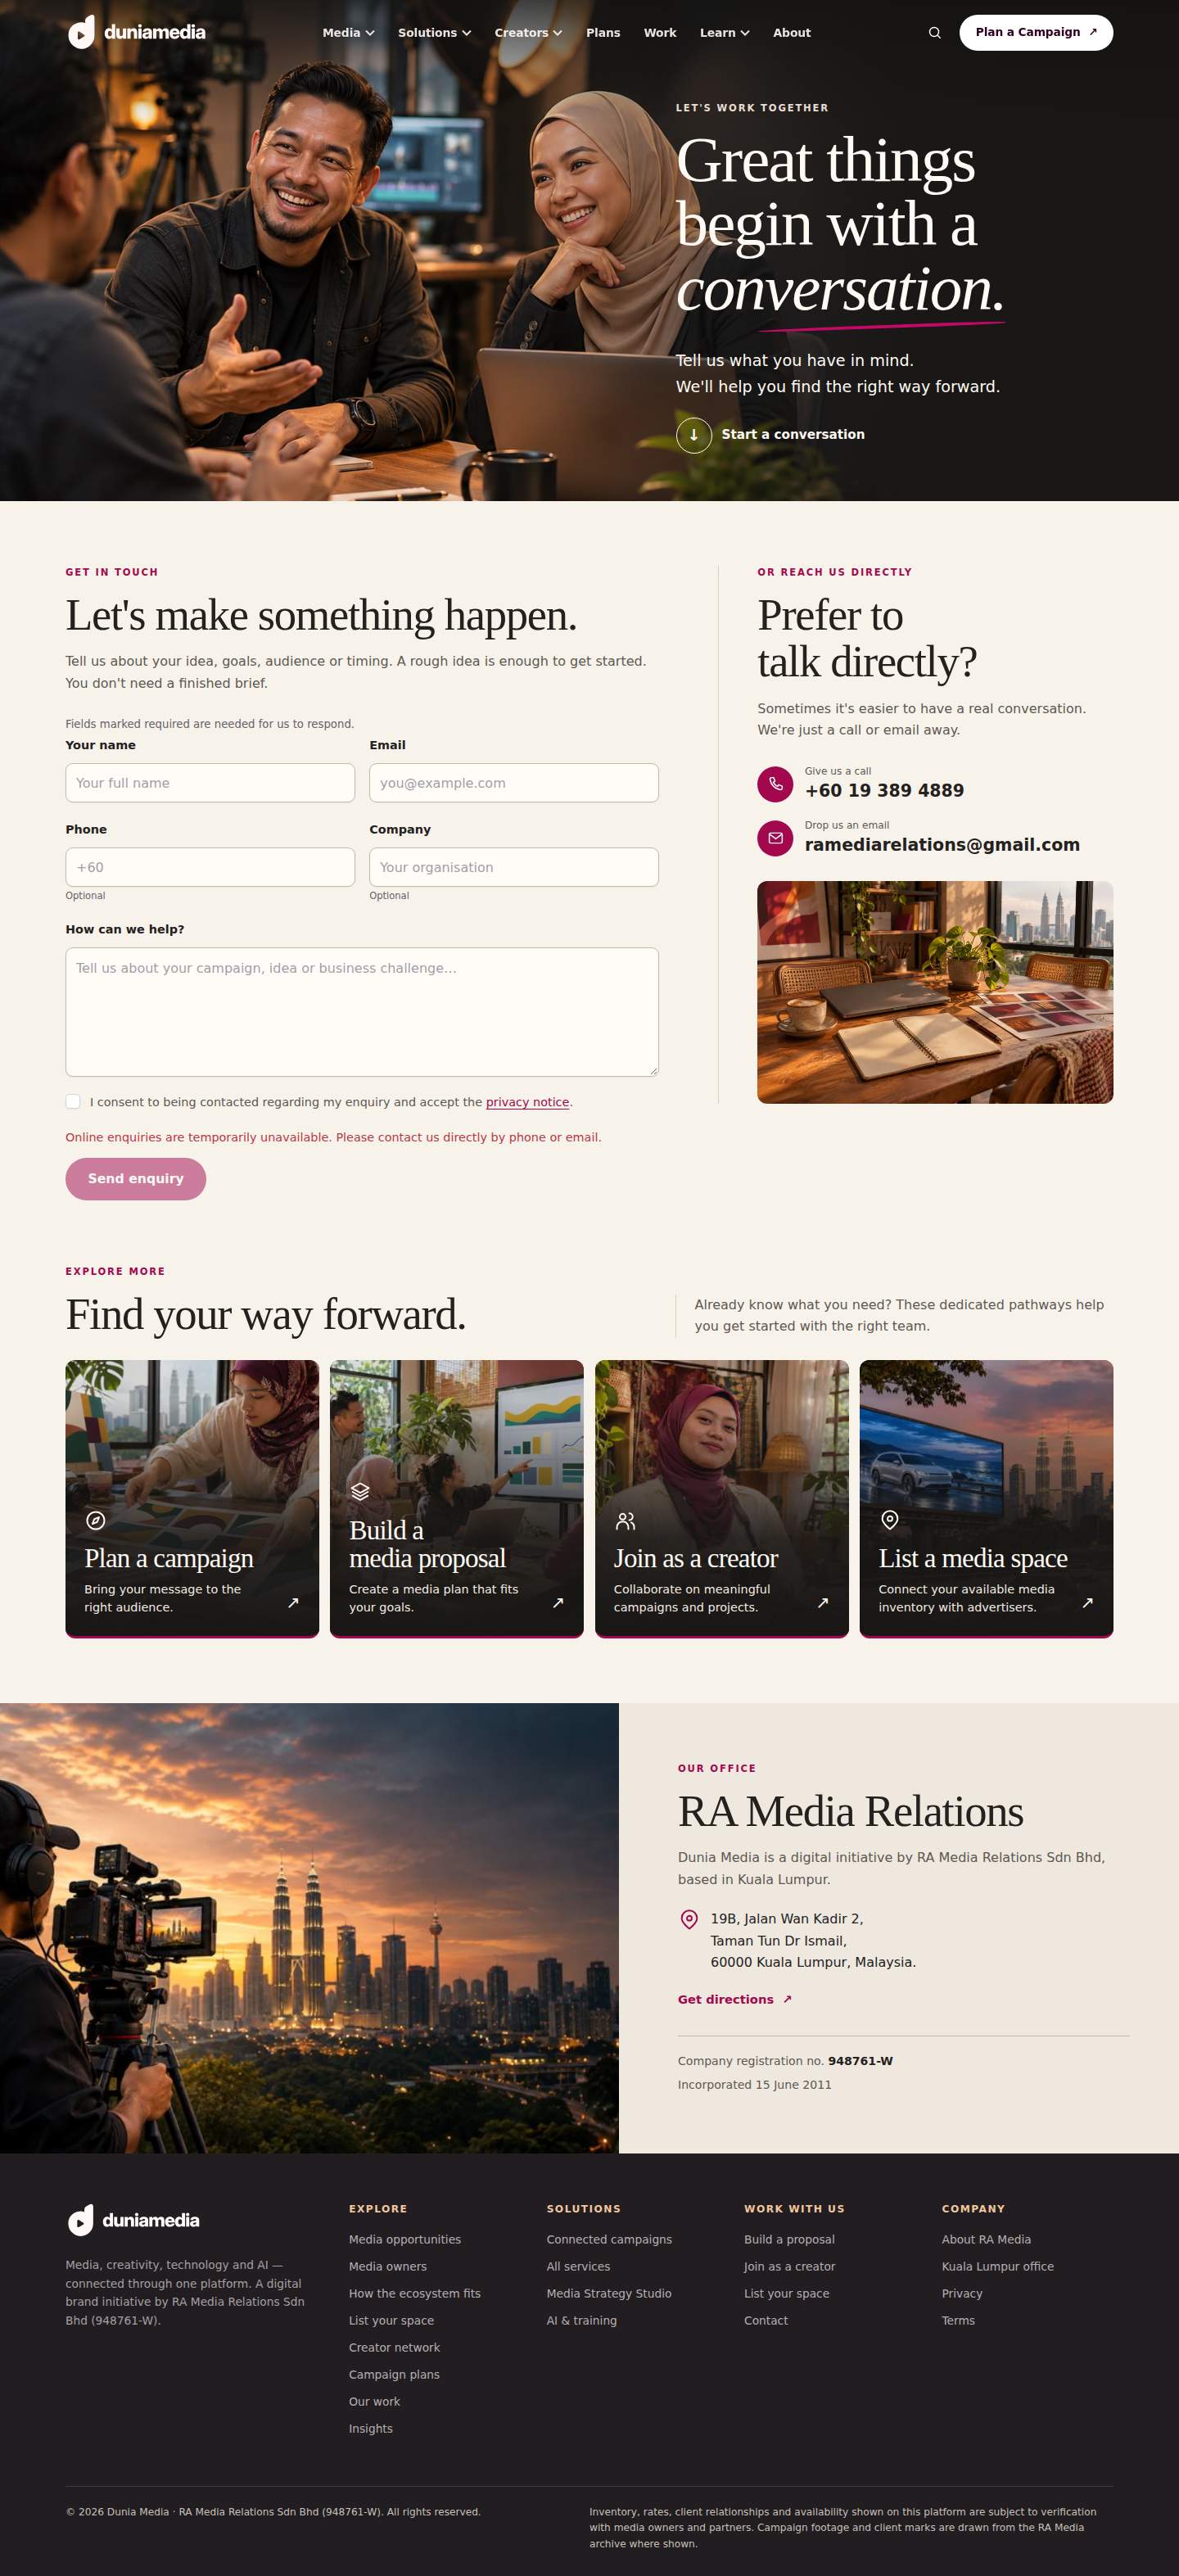 duniamedia
Media
Solutions
Creators
Plans
Work
Learn
About
Plan a Campaign ↗
LET'S WORK TOGETHER
Great things
begin with a
conversation.
Tell us what you have in mind.
We'll help you find the right way forward.
↓ Start a conversation
GET IN TOUCH
Let's make something happen.
Tell us about your idea, goals, audience or timing. A rough idea is enough to get started.
You don't need a finished brief.
Fields marked required are needed for us to respond.
Your name
Email
Your full name
you@example.com
Phone
Company
+60
Your organisation
Optional
Optional
How can we help?
Tell us about your campaign, idea or business challenge…
I consent to being contacted regarding my enquiry and accept the privacy notice.
Online enquiries are temporarily unavailable. Please contact us directly by phone or email.
Send enquiry
OR REACH US DIRECTLY
Prefer to
talk directly?
Sometimes it's easier to have a real conversation.
We're just a call or email away.
Give us a call
+60 19 389 4889
Drop us an email
ramediarelations@gmail.com
EXPLORE MORE
Find your way forward.
Already know what you need? These dedicated pathways help
you get started with the right team.
Plan a campaign
Bring your message to the
right audience. ↗
Build a
media proposal
Create a media plan that fits
your goals. ↗
Join as a creator
Collaborate on meaningful
campaigns and projects. ↗
List a media space
Connect your available media
inventory with advertisers. ↗
OUR OFFICE
RA Media Relations
Dunia Media is a digital initiative by RA Media Relations Sdn Bhd,
based in Kuala Lumpur.
19B, Jalan Wan Kadir 2,
Taman Tun Dr Ismail,
60000 Kuala Lumpur, Malaysia.
Get directions ↗
Company registration no. 948761-W
Incorporated 15 June 2011
duniamedia
Media, creativity, technology and AI —
connected through one platform. A digital
brand initiative by RA Media Relations Sdn
Bhd (948761-W).
EXPLORE
Media opportunities
Media owners
How the ecosystem fits
List your space
Creator network
Campaign plans
Our work
Insights
SOLUTIONS
Connected campaigns
All services
Media Strategy Studio
AI & training
WORK WITH US
Build a proposal
Join as a creator
List your space
Contact
COMPANY
About RA Media
Kuala Lumpur office
Privacy
Terms
© 2026 Dunia Media · RA Media Relations Sdn Bhd (948761-W). All rights reserved.
Inventory, rates, client relationships and availability shown on this platform are subject to verification
with media owners and partners. Campaign footage and client marks are drawn from the RA Media
archive where shown.